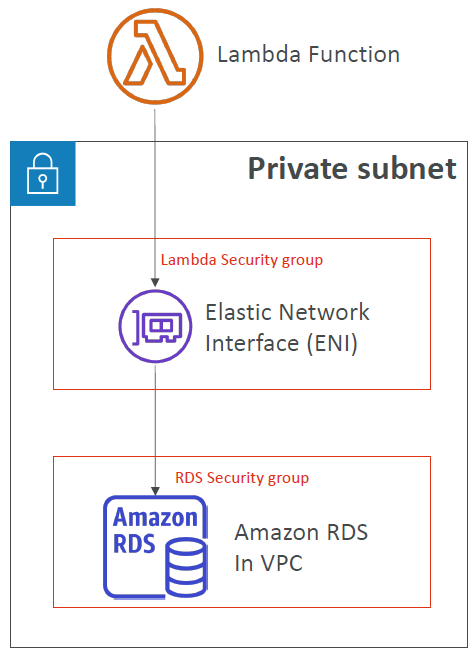 Lambda Function
Private subnet
Lambda Security group
Elastic Network
Interface (ENI)
RDS Security group
Amazon
RDS
Amazon RDS
In VPC